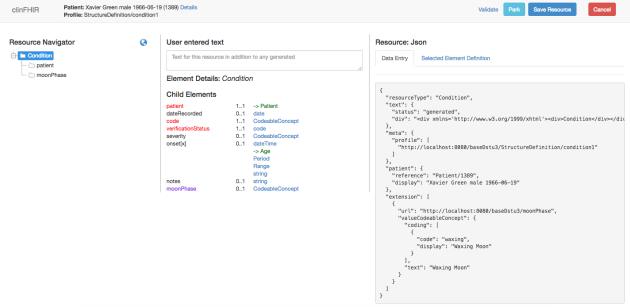 clinFHIR
Patient: Xavier Green male 1966-06-19 (1389) Details
Profile: StructureDefinition/condition1
Validate Park Save Resource Cancel
Resource Navigator
Condition
patient
moonPhase
User entered text
Text for this resource in addition to any generated
Element Details: Condition
Child Elements
patient 1..1 -> Patient
dateRecorded 0..1 date
code 1..1 CodeableConcept
verificationStatus 1..1 code
severity 0..1 CodeableConcept
onset[x] 0..1 dateTime
-> Age
Period
Range
string
notes 0..1 string
moonPhase 0..1 CodeableConcept
Resource: Json
Data Entry Selected Element Definition
{
"resourceType": "Condition",
"text": {
"status": "generated",
"div": "<div xmlns='http://www.w3.org/1999/xhtml'><div>Condition</div></div>
},
"meta": {
"profile": [
"http://localhost:8080/baseDstu3/StructureDefinition/condition1"
]
},
"patient": {
"reference": "Patient/1389",
"display": "Xavier Green male 1966-06-19"
},
"extension": [
{
"url": "http://localhost:8080/baseDstu3/moonPhase",
"valueCodeableConcept": {
"coding": [
{
"code": "waxing",
"display": "Waxing Moon"
}
],
"text": "Waxing Moon"
}
}
]
}